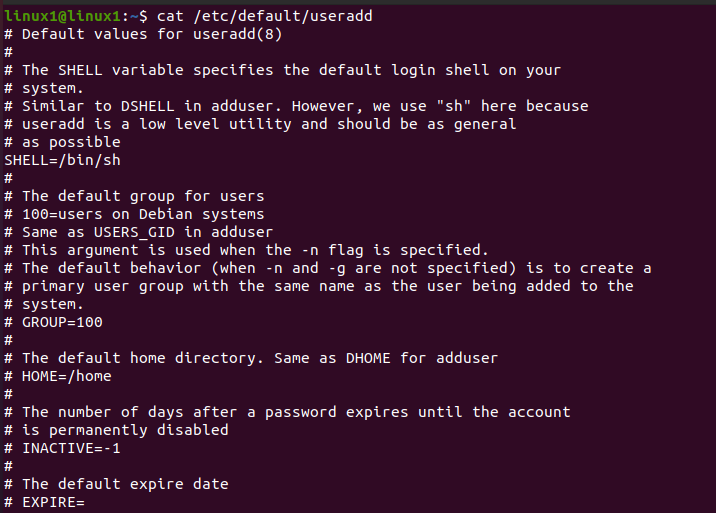 linux1@linux1:~$ cat /etc/default/useradd
# Default values for useradd(8)
#
# The SHELL variable specifies the default login shell on your
# system.
# Similar to DSHELL in adduser. However, we use "sh" here because
# useradd is a low level utility and should be as general
# as possible
SHELL=/bin/sh
#
# The default group for users
# 100=users on Debian systems
# Same as USERS_GID in adduser
# This argument is used when the -n flag is specified.
# The default behavior (when -n and -g are not specified) is to create a
# primary user group with the same name as the user being added to the
# system.
# GROUP=100
#
# The default home directory. Same as DHOME for adduser
# HOME=/home
#
# The number of days after a password expires until the account
# is permanently disabled
# INACTIVE=-1
#
# The default expire date
# EXPIRE=